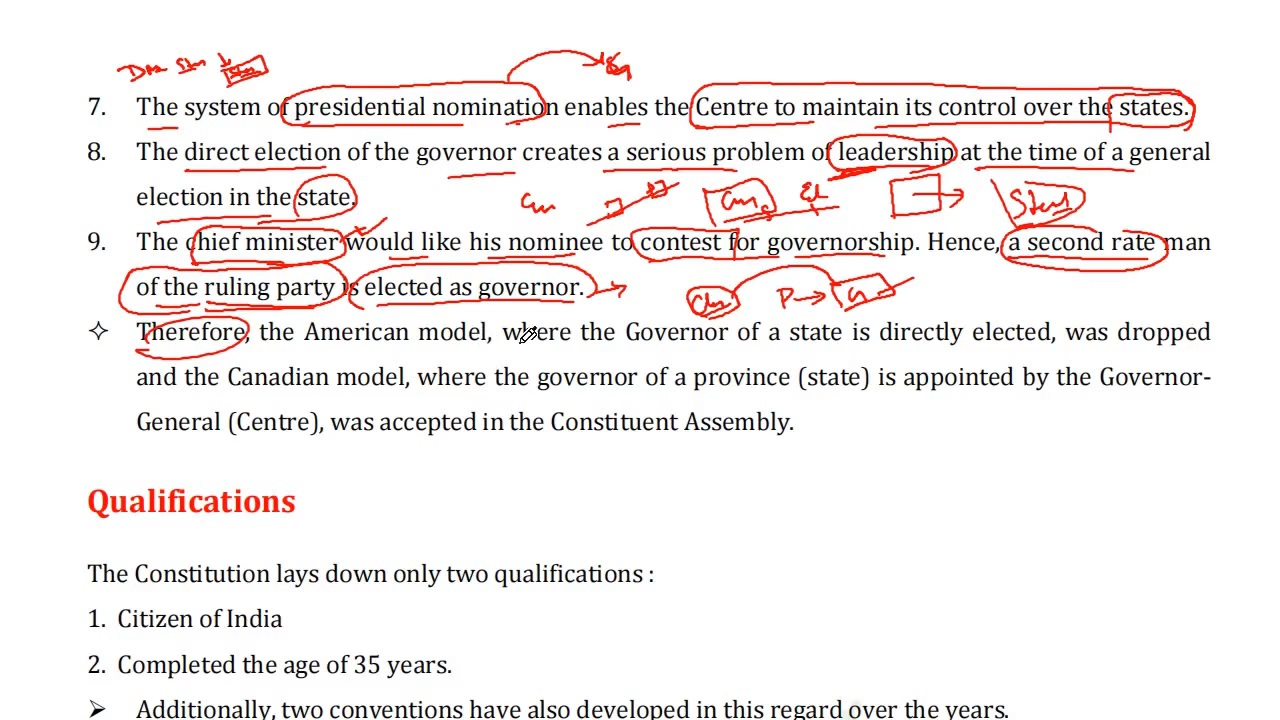 7. The system of presidential nomination enables the Centre to maintain its control over the states.
8. The direct election of the governor creates a serious problem of leadership at the time of a general
election in the state.
9. The chief minister would like his nominee to contest for governorship. Hence, a second rate man
of the ruling party is elected as governor.
✧ Therefore, the American model, where the Governor of a state is directly elected, was dropped
and the Canadian model, where the governor of a province (state) is appointed by the Governor-
General (Centre), was accepted in the Constituent Assembly.
Qualifications
The Constitution lays down only two qualifications :
1. Citizen of India
2. Completed the age of 35 years.
➢ Additionally, two conventions have also developed in this regard over the years.